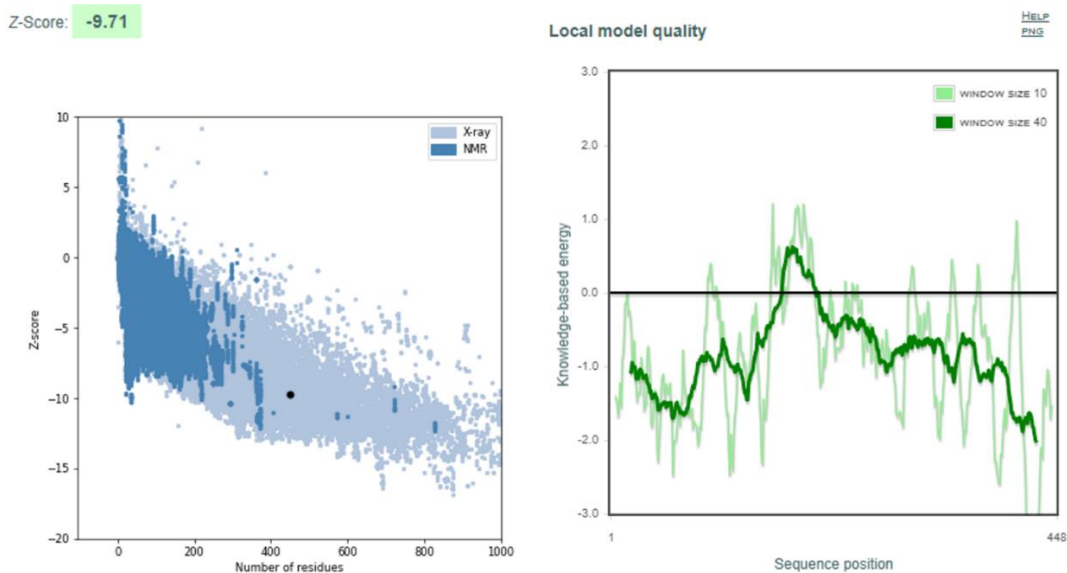 Z-Score: -9.71
10
5
0
−5
−10
−15
−20
0
200
400
600
800
1000
Z-score
Number of residues
X-ray
NMR
Local model quality
HELP
PNG
3.0
2.0
1.0
0.0
-1.0
-2.0
-3.0
Knowledge-based energy
WINDOW SIZE 10
WINDOW SIZE 40
1
448
Sequence position